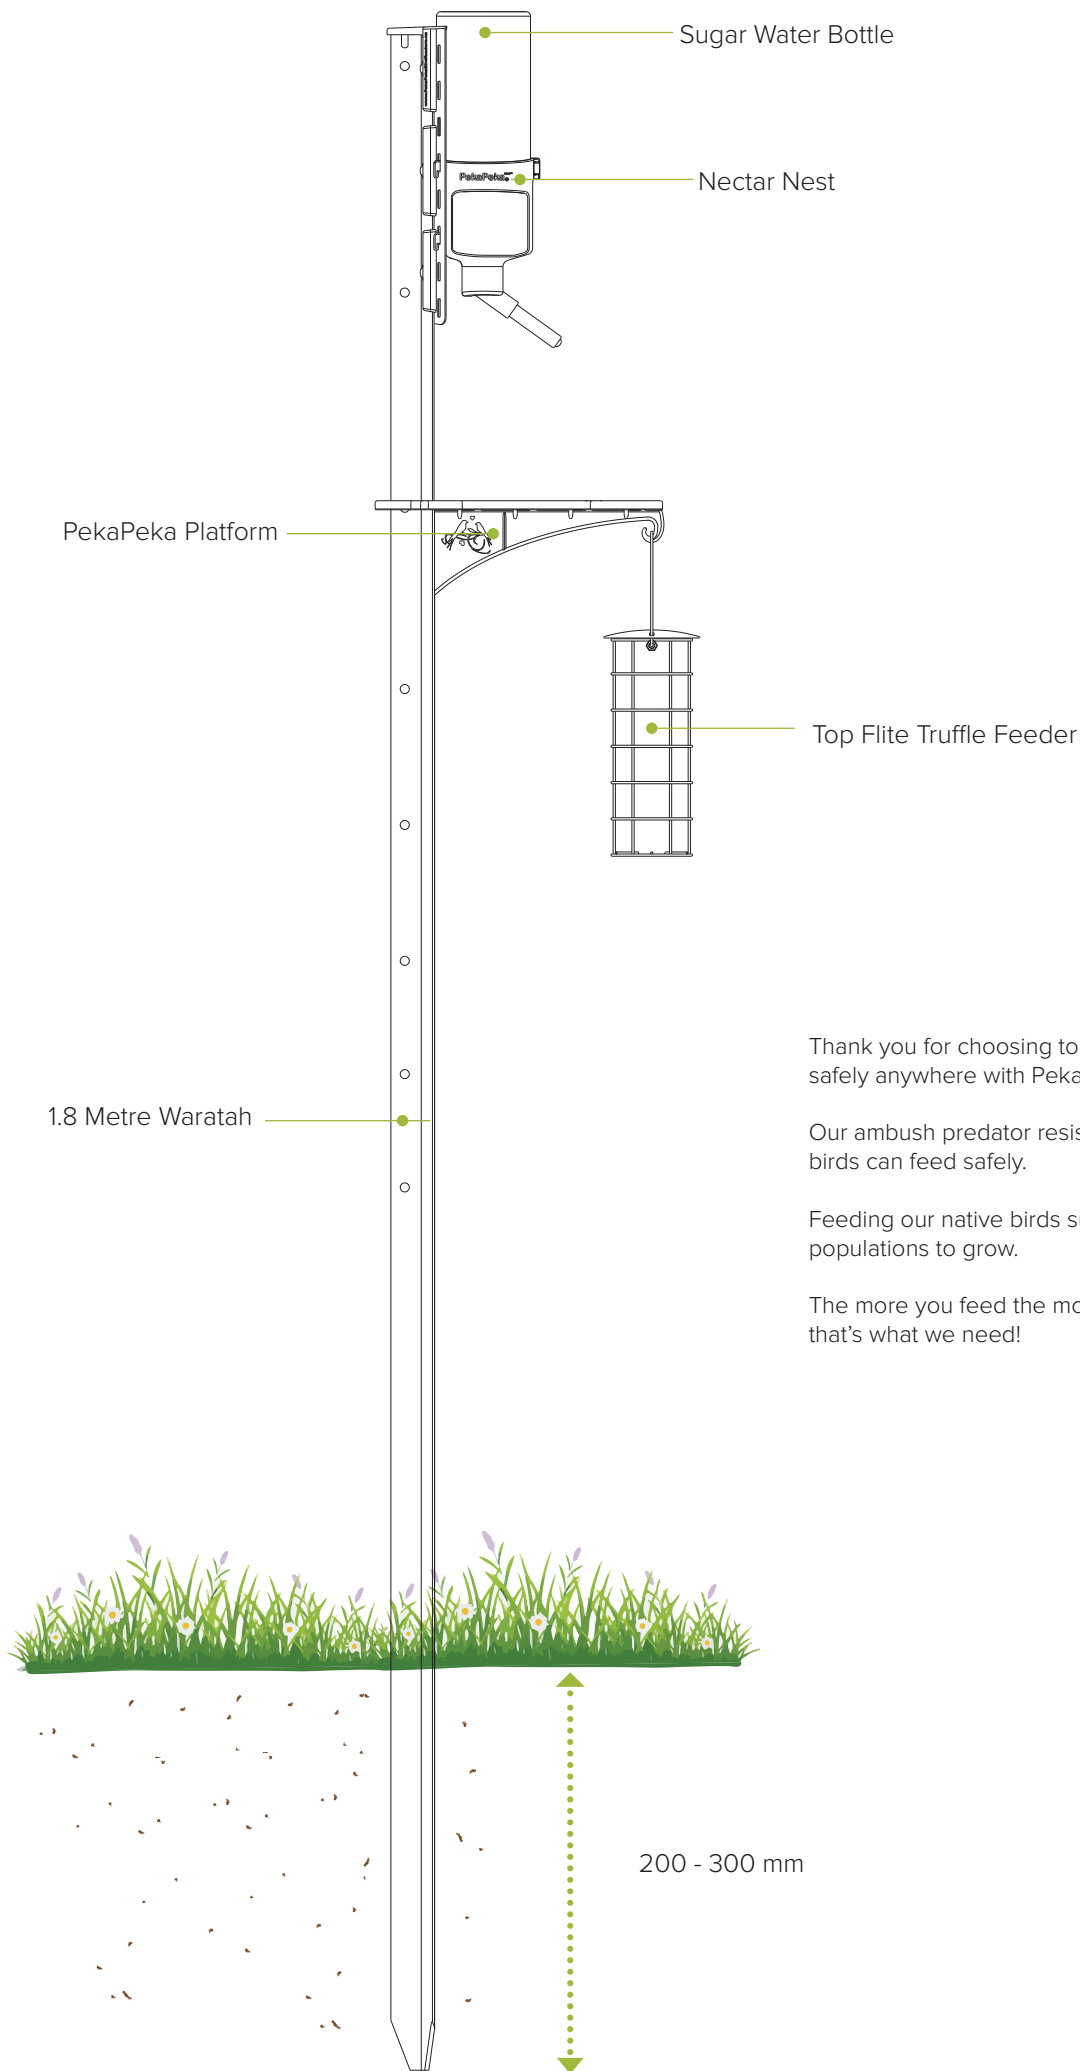 Sugar Water Bottle
PekaPeka
Nectar Nest
PekaPeka Platform
Top Flite Truffle Feeder
Thank you for choosing to
safely anywhere with Peka
1.8 Metre Waratah
Our ambush predator resis
birds can feed safely.
Feeding our native birds su
populations to grow.
The more you feed the mo
that's what we need!
200 - 300 mm